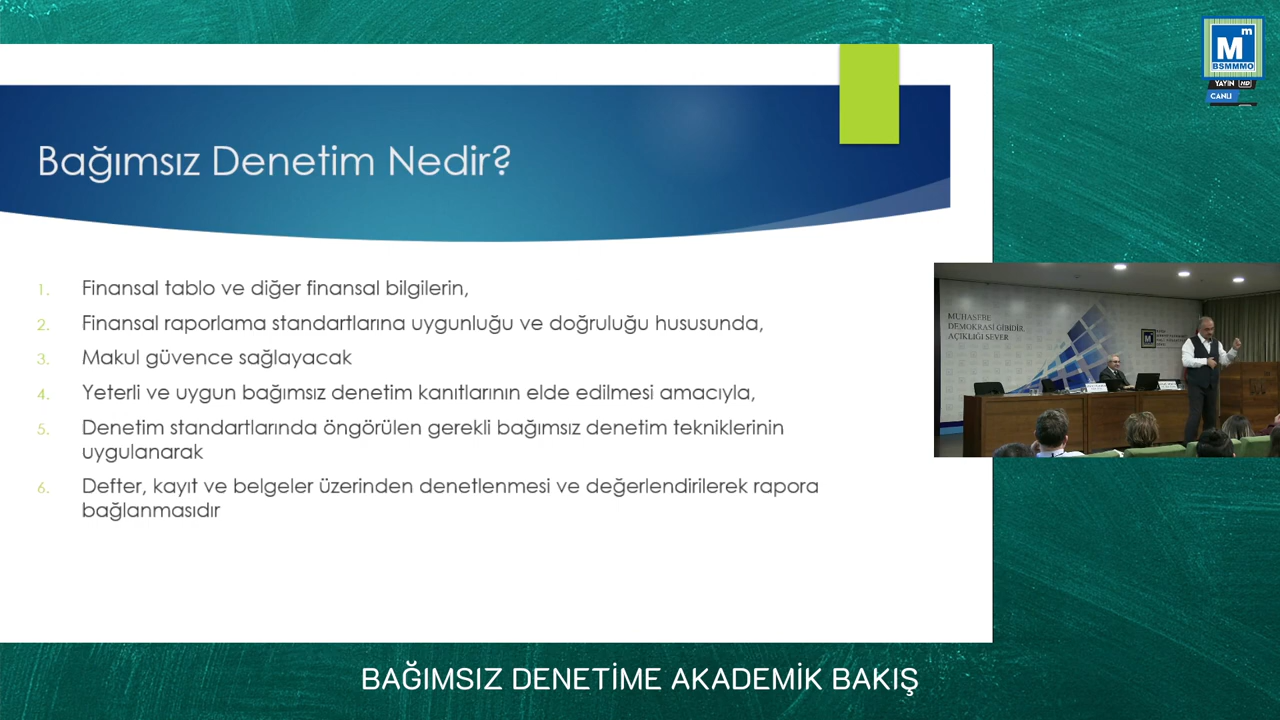 Bağımsız Denetim Nedir?
1. Finansal tablo ve diğer finansal bilgilerin,
2. Finansal raporlama standartlarına uygunluğu ve doğruluğu hususunda,
3. Makul güvence sağlayacak
4. Yeterli ve uygun bağımsız denetim kanıtlarının elde edilmesi amacıyla,
5. Denetim standartlarında öngörülen gerekli bağımsız denetim tekniklerinin
uygulanarak
6. Defter, kayıt ve belgeler üzerinden denetlenmesi ve değerlendirilerek rapora
bağlanmasıdır
Mm
BSMMMO
YAYIN HD
CANLI
MUHASEBE
DEMOKRASİ GİBİDİR,
AÇIKLIĞI SEVER
BAĞIMSIZ DENETİME AKADEMİK BAKIŞ